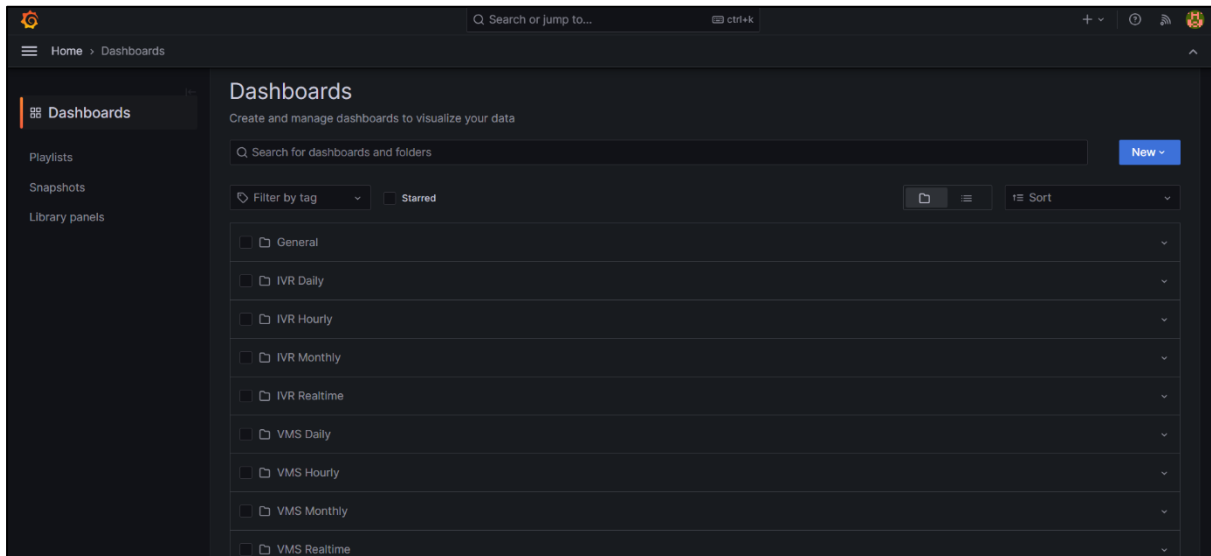 Search or jump to... ctrl+k
Home › Dashboards
Dashboards
Playlists
Snapshots
Library panels
Dashboards
Create and manage dashboards to visualize your data
Search for dashboards and folders
New
Filter by tag
Starred
Sort
General
IVR Daily
IVR Hourly
IVR Monthly
IVR Realtime
VMS Daily
VMS Hourly
VMS Monthly
VMS Realtime